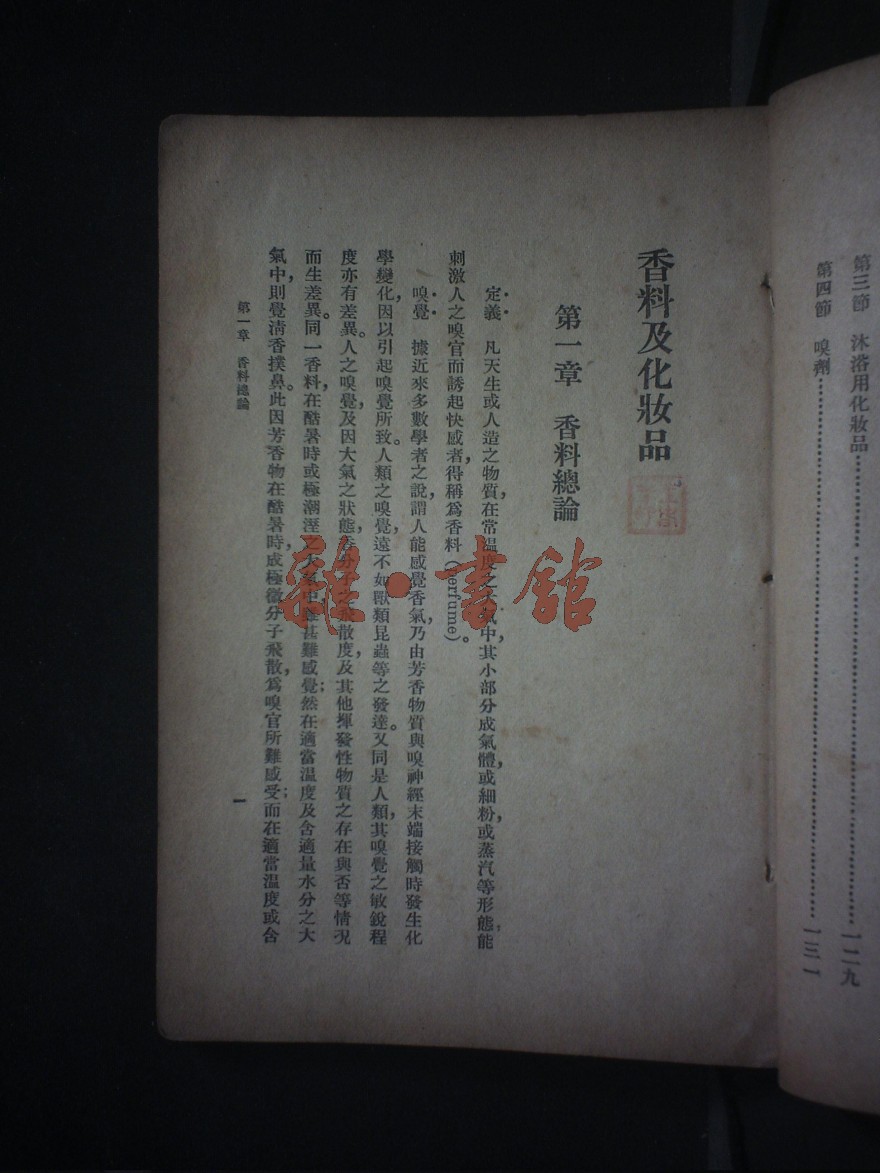 第三節　沐浴用化妝品…………一二九
第四節　嗅劑…………一三一
香料及化妝品
第一章　香料總論
定義　凡天生或人造之物質，在常溫度之大氣中，其小部分成氣體，或細粉，或蒸汽等形態，能
刺激人之嗅官而誘起快感者，得稱爲香料(Perfume)。
嗅覺　據近來多數學者之說，謂人能感覺香氣，乃由芳香物質與嗅神經末端接觸時發生化
學變化，因以引起嗅覺所致。人類之嗅覺，遠不如獸類昆蟲等之發達。又同是人類，其嗅覺之敏銳程
度亦有差異。人之嗅覺，及因大氣之狀態，香分子之飛散度，及其他揮發性物質之存在與否等情況
而生差異。同一香料，在酷暑時或極潮溼之大氣中，雖甚難感覺；然在適當溫度及含適量水分之大
氣中，則覺淸香撲鼻。此因芳香物在酷暑時，成極微分子飛散，爲嗅官所難感受；而在適當溫度或含
第一章　香料總論
一
雜·書館